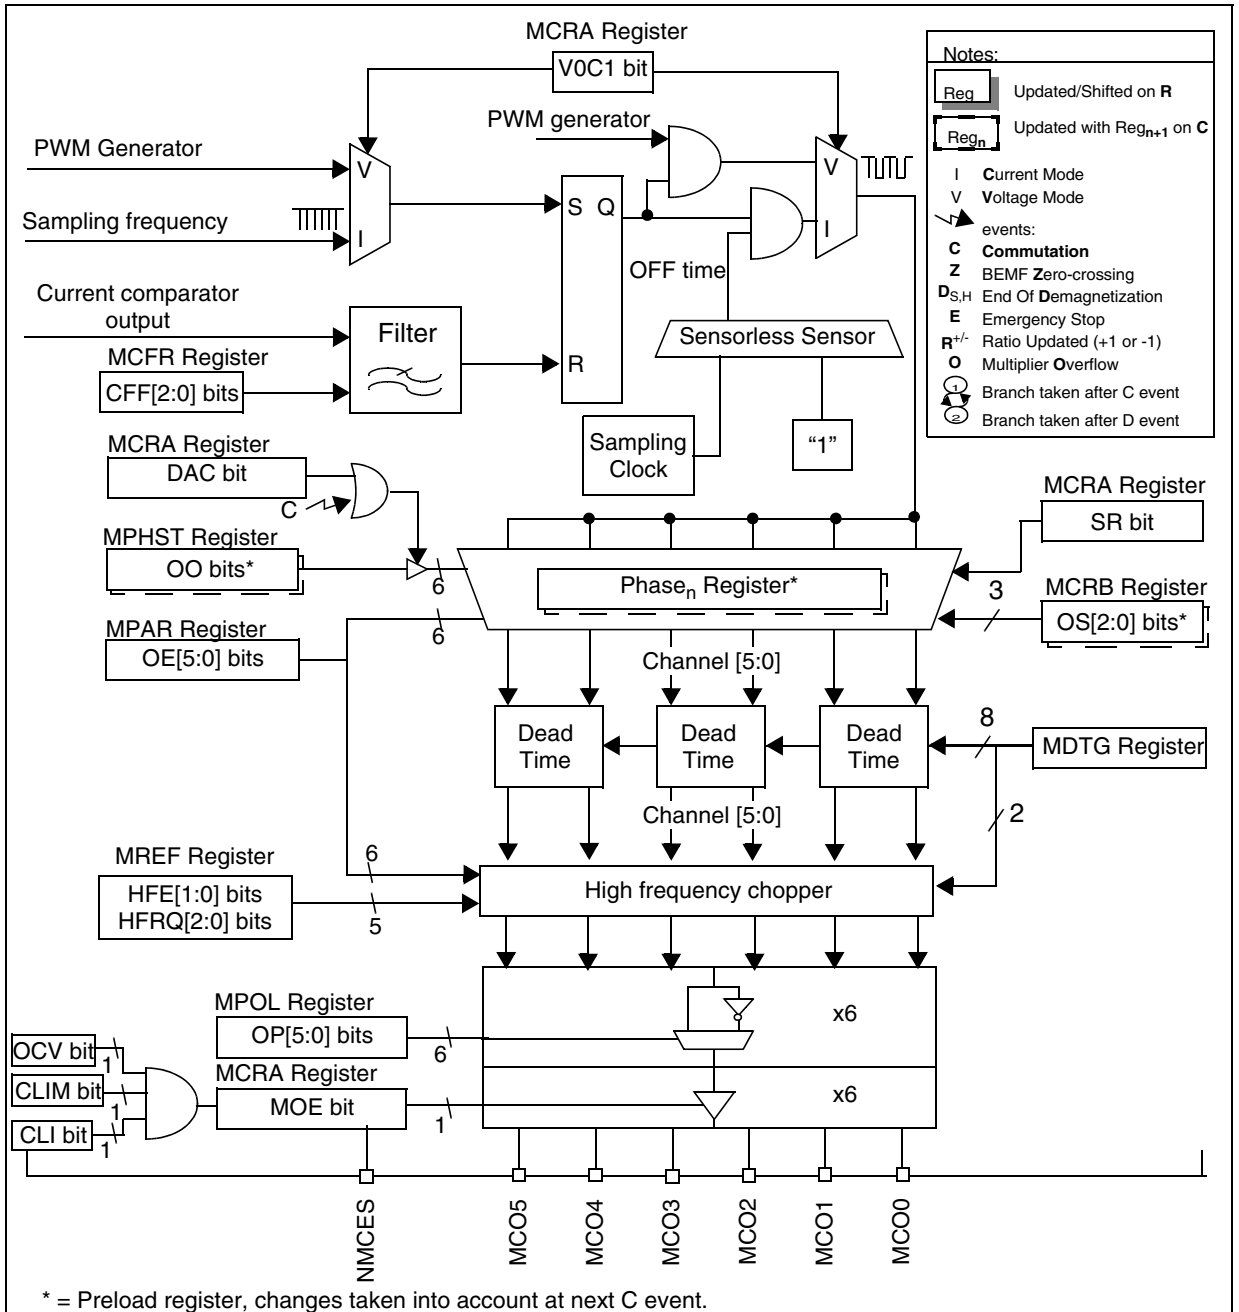 MCRA Register
V0C1 bit
PWM generator
PWM Generator
V
Sampling frequency
I
V
I
S Q
R
OFF time
Current comparator
output
Filter
MCFR Register
CFF[2:0] bits
Sensorless Sensor
Sampling
Clock
“1”
Notes:
Reg Updated/Shifted on R
Regn Updated with Regn+1 on C
I Current Mode
V Voltage Mode
events:
C Commutation
Z BEMF Zero-crossing
DS,H End Of Demagnetization
E Emergency Stop
R+/- Ratio Updated (+1 or -1)
O Multiplier Overflow
1 Branch taken after C event
2 Branch taken after D event
MCRA Register
DAC bit
C
MPHST Register
OO bits*
6
MPAR Register
OE[5:0] bits
6
Phasen Register*
MCRA Register
SR bit
MCRB Register
OS[2:0] bits*
3
Channel [5:0]
Dead
Time
Dead
Time
Dead
Time
8
MDTG Register
2
Channel [5:0]
MREF Register
HFE[1:0] bits
HFRQ[2:0] bits
6
5
High frequency chopper
MPOL Register
OP[5:0] bits
6
x6
OCV bit
1
CLIM bit
1
CLI bit
1
MCRA Register
MOE bit
1
x6
NMCES
MCO5
MCO4
MCO3
MCO2
MCO1
MCO0
* = Preload register, changes taken into account at next C event.